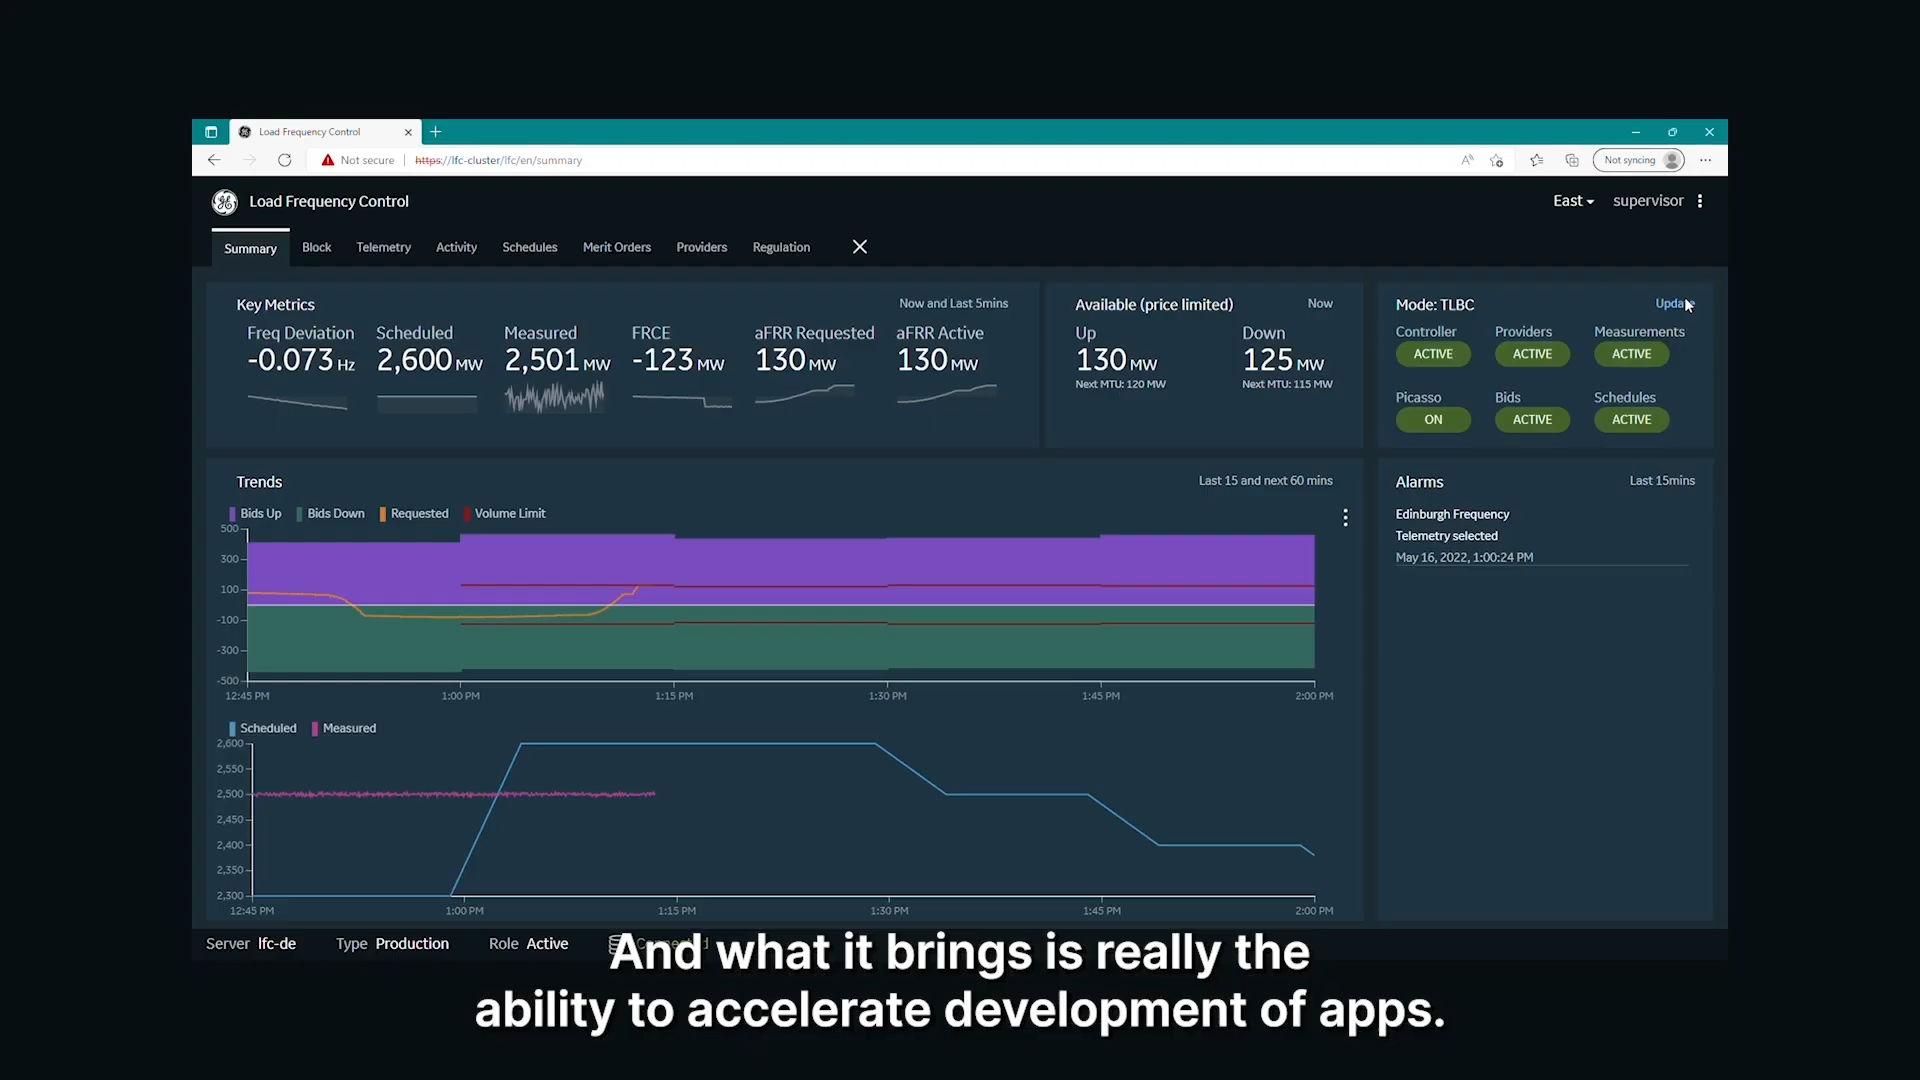 Load Frequency Control
Not secure
https://lfc-cluster/lfc/en/summary
Not syncing
Load Frequency Control
East
supervisor
Summary
Block
Telemetry
Activity
Schedules
Merit Orders
Providers
Regulation
Key Metrics
Now and Last 5mins
Freq Deviation
-0.073 Hz
Scheduled
2,600 MW
Measured
2,501 MW
FRCE
-123 MW
aFRR Requested
130 MW
aFRR Active
130 MW
Available (price limited)
Now
Up
130 MW
Next MTU: 120 MW
Down
125 MW
Next MTU: 115 MW
Mode: TLBC
Update
Controller
ACTIVE
Providers
ACTIVE
Measurements
ACTIVE
Picasso
ON
Bids
ACTIVE
Schedules
ACTIVE
Trends
Last 15 and next 60 mins
Bids Up
Bids Down
Requested
Volume Limit
500
300
100
-100
-300
-500
12:45 PM
1:00 PM
1:15 PM
1:30 PM
1:45 PM
2:00 PM
Scheduled
Measured
2,600
2,550
2,500
2,450
2,400
2,350
2,300
12:45 PM
1:00 PM
1:15 PM
1:30 PM
1:45 PM
2:00 PM
Alarms
Last 15mins
Edinburgh Frequency
Telemetry selected
May 16, 2022, 1:00:24 PM
Server lfc-de
Type Production
Role Active
And what it brings is really the
ability to accelerate development of apps.